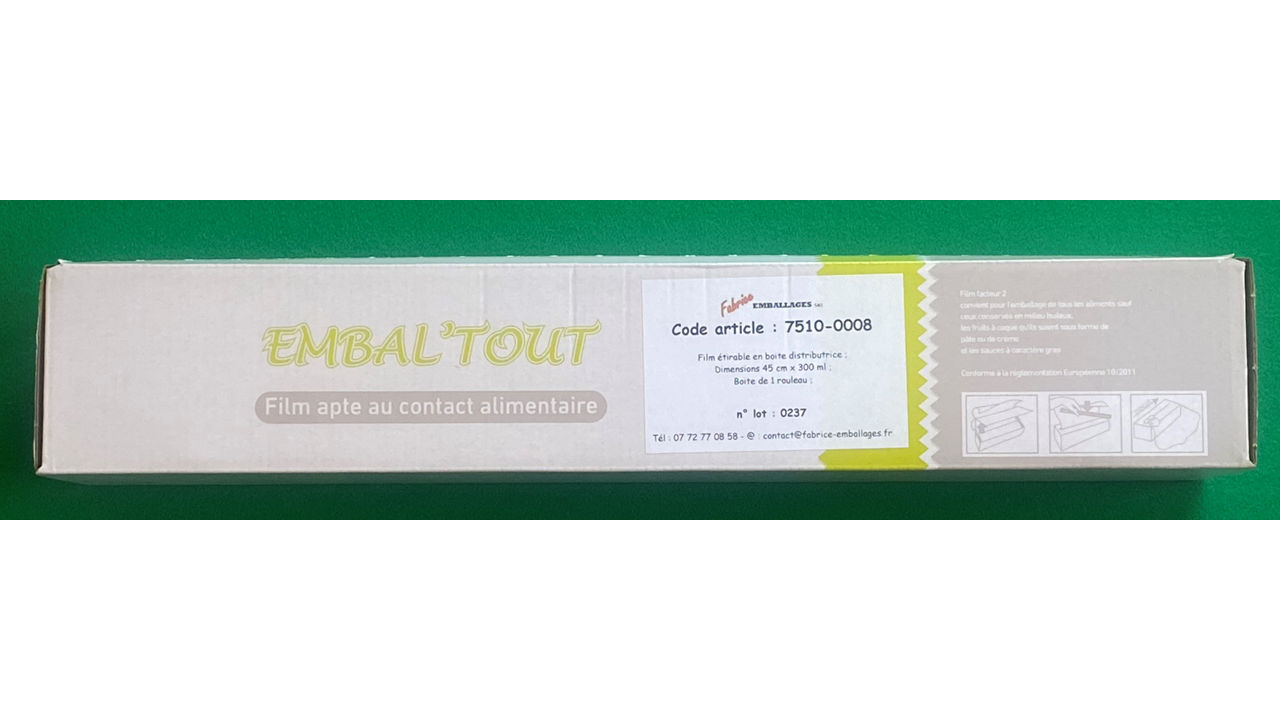 EMBAL'TOUT
Film apte au contact alimentaire
Fabrice EMBALLAGES SAS
Code article : 7510-0008
Film étirable en boite distributrice :
Dimensions 45 cm x 300 ml :
Boite de 1 rouleau :
n° lot : 0237
Tél : 07 72 77 08 58 - @ : contact@fabrice-emballages.fr
Film facteur 2
convient pour l'emballage de tous les aliments sauf
ceux conservés en milieu huileux,
les fruits à coque qu'ils soient sous forme de
pâte ou de crème
et les sauces à caractère gras
Conforme à la réglementation Européenne 10/2011